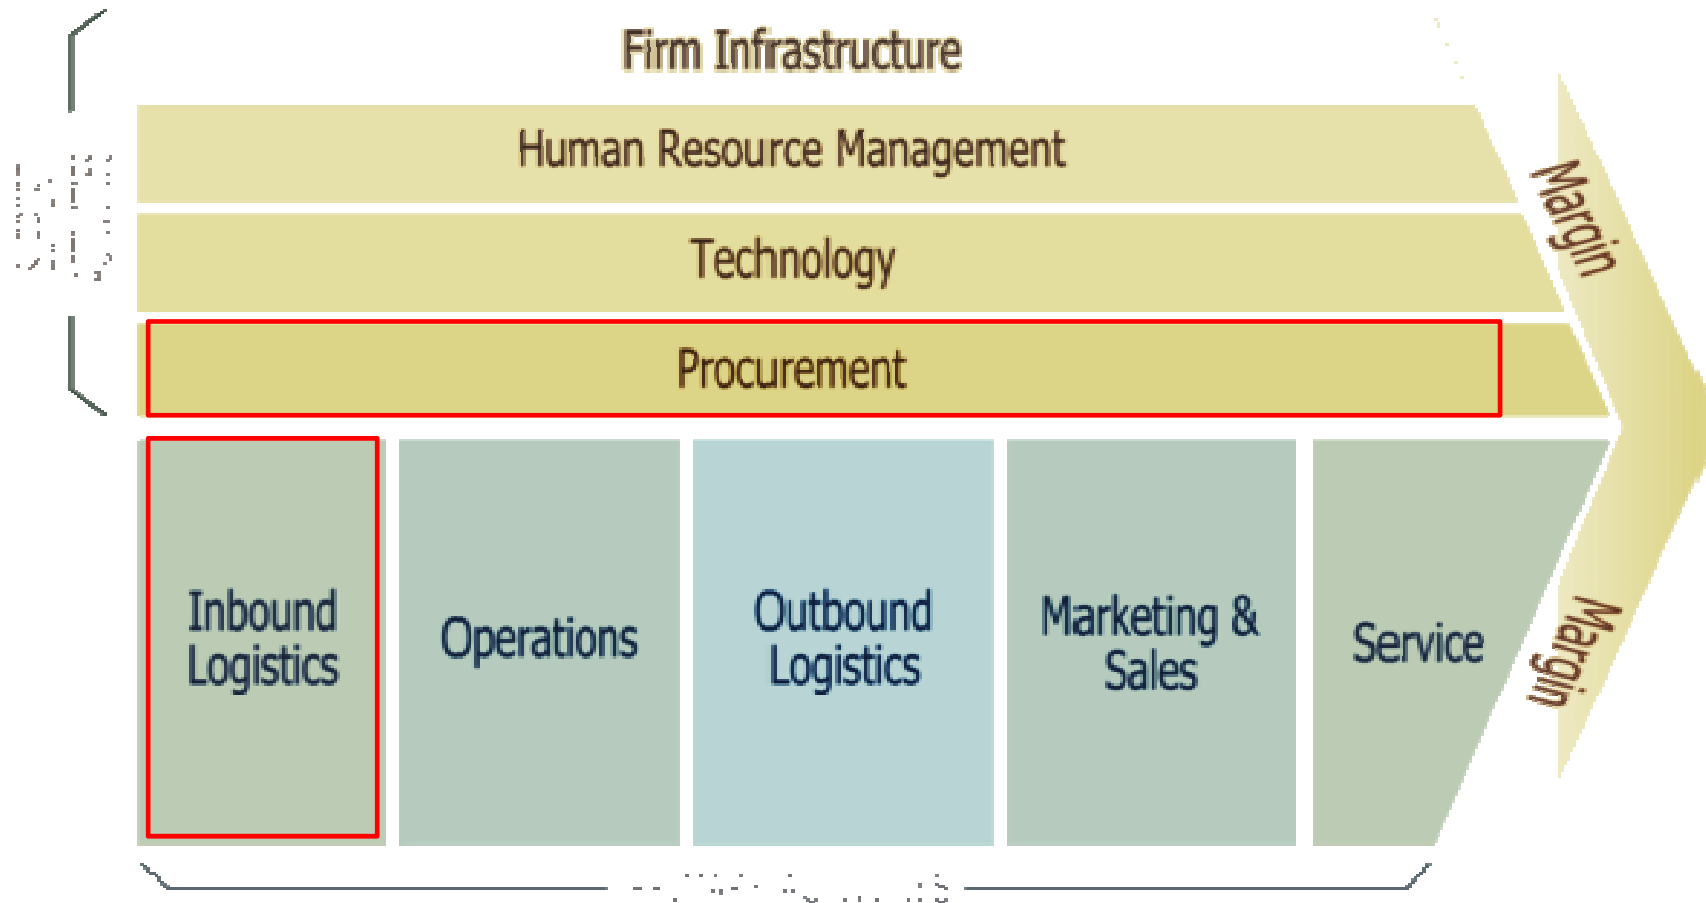 Firm Infrastructure
Human Resource Management
Technology
Procurement
Margin
Inbound
Logistics
Operations
Outbound
Logistics
Marketing &
Sales
Service
Margin